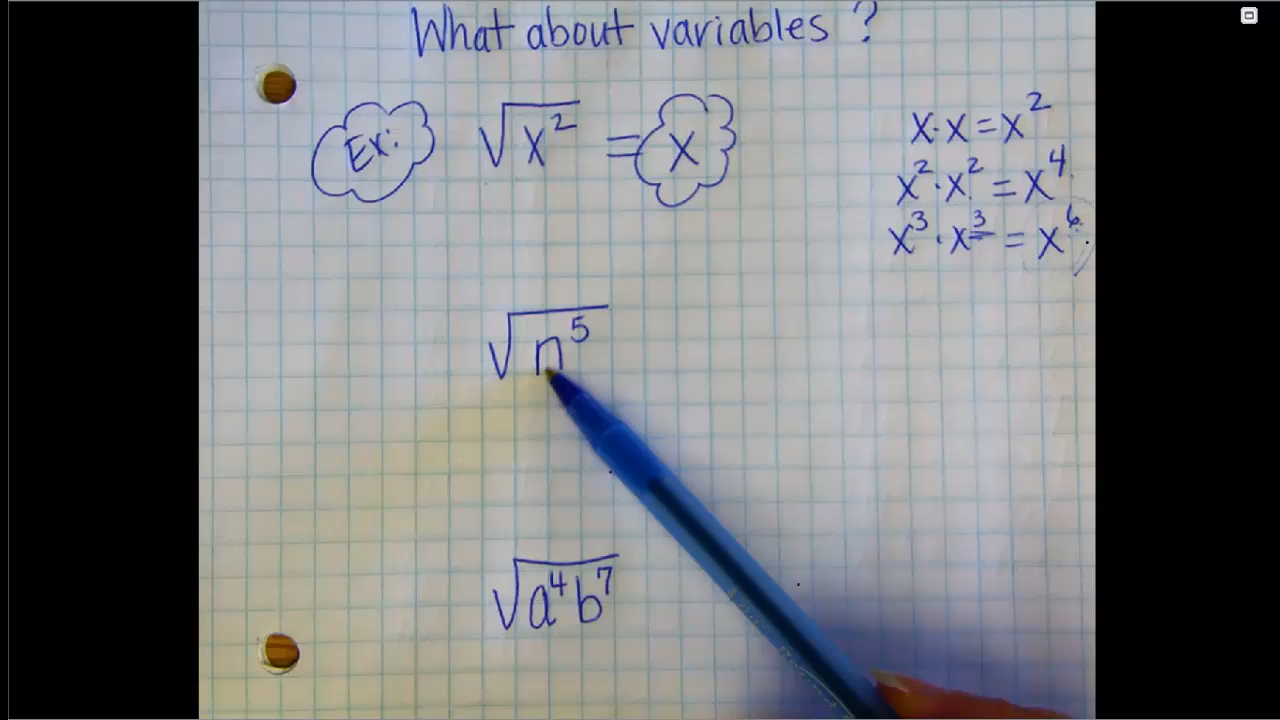 What about variables ?
Ex: √x² = x
x·x = x²
x²·x² = x⁴
x³·x³ = x⁶
√n⁵
√a⁴b⁷